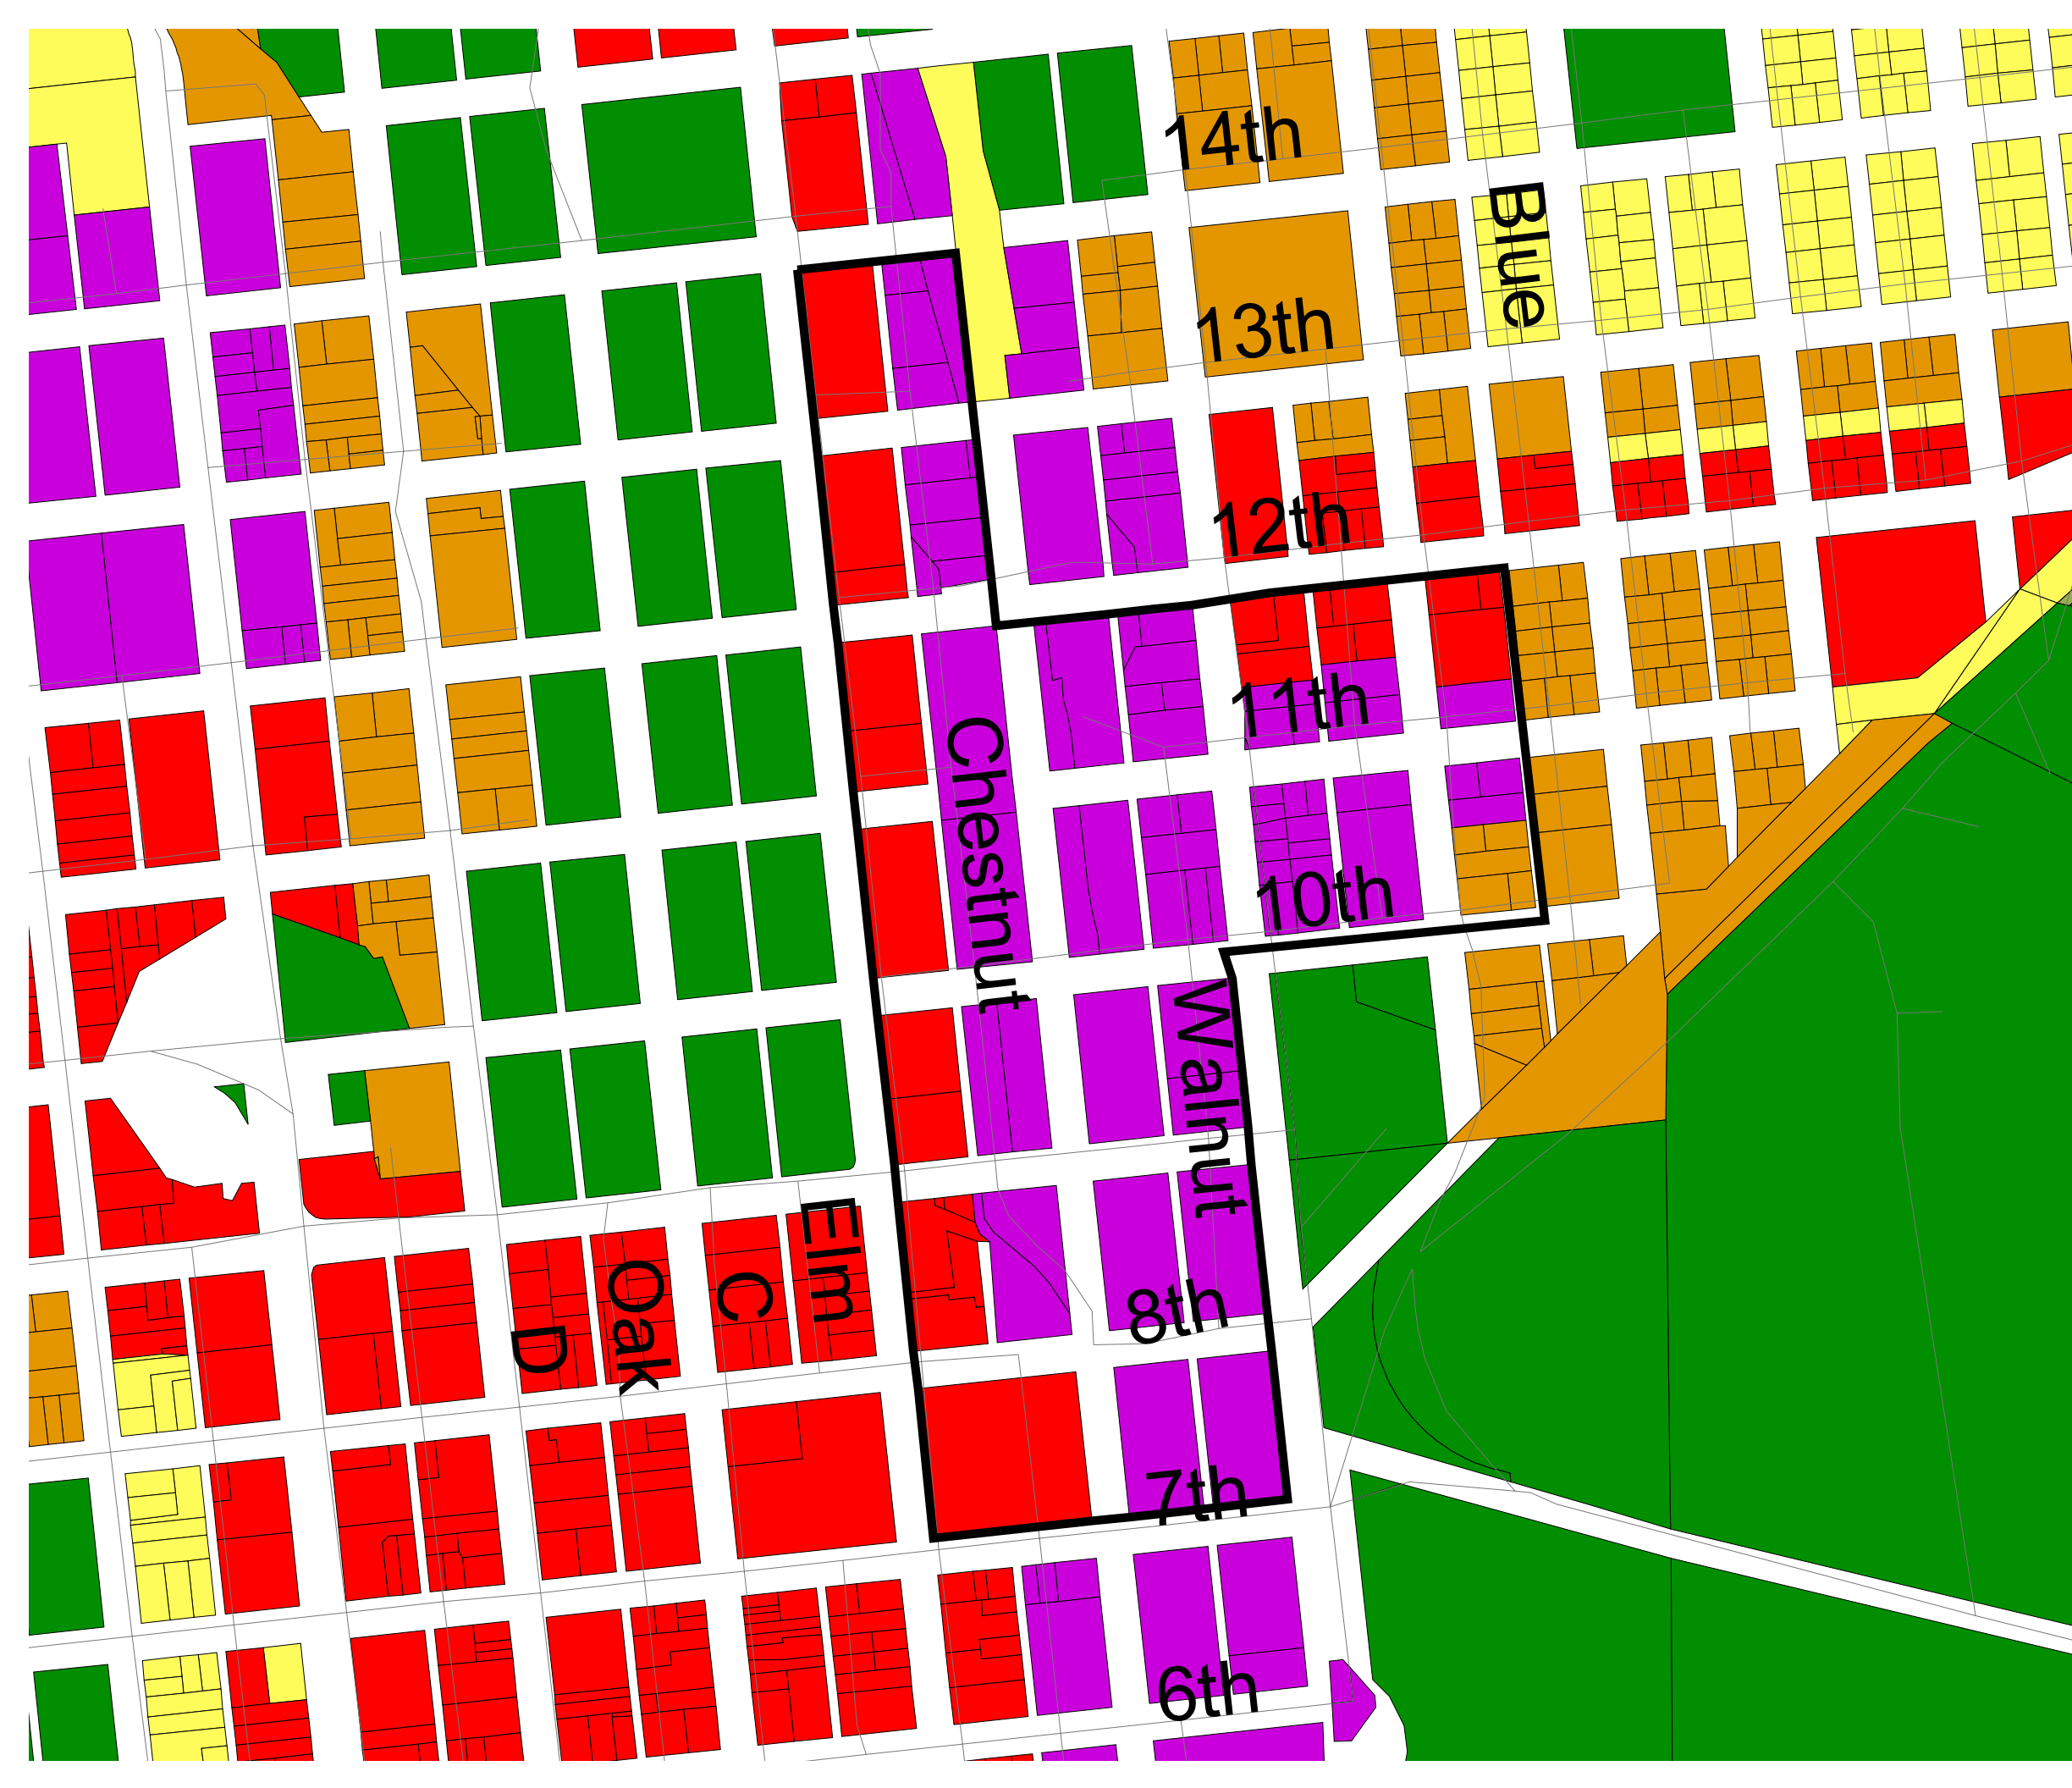 14th
Blue
13th
12th
11th
Chestnut
10th
Walnut
Elm
8th
C
Oak
D
7th
6th